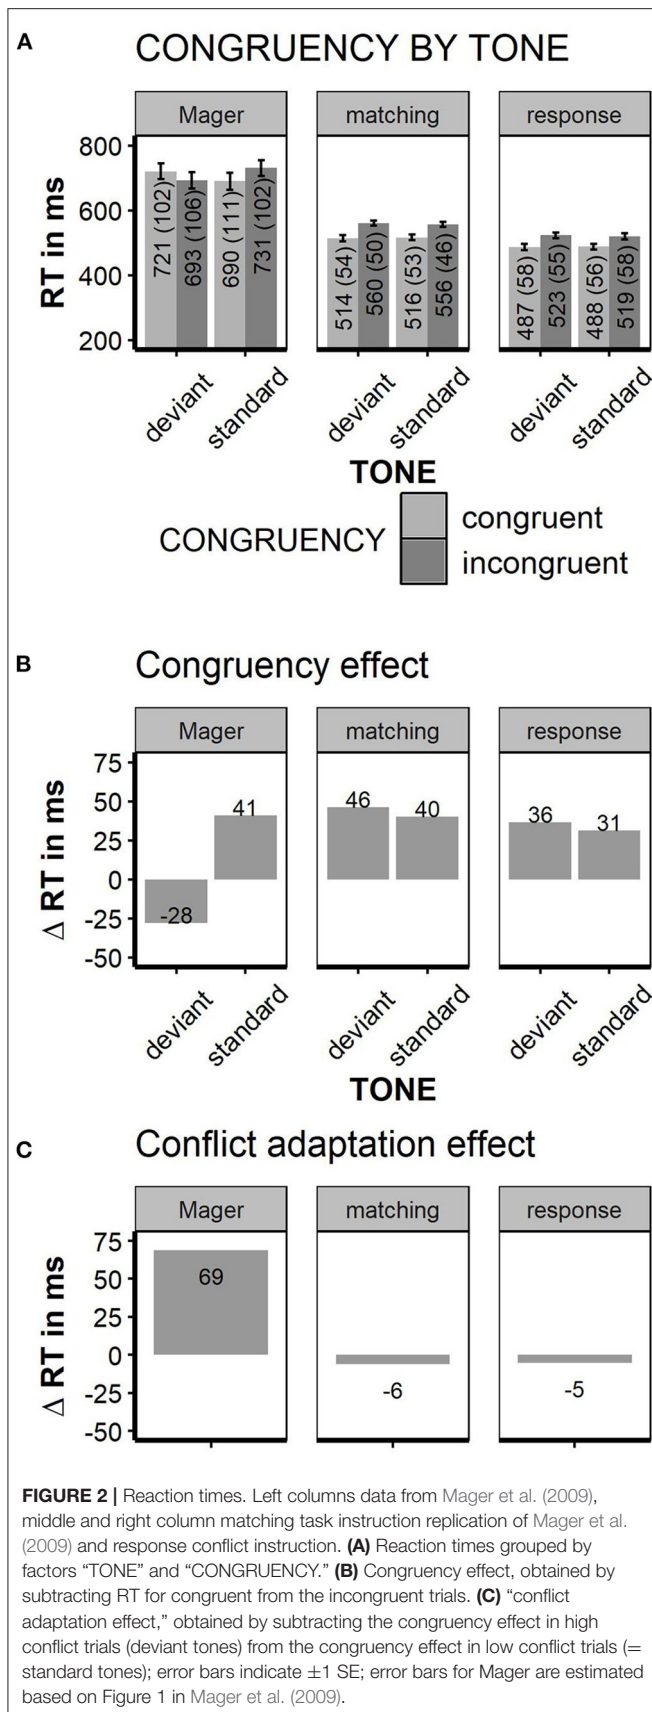 A
CONGRUENCY BY TONE
Mager matching response
RT in ms
800
600
400
200
721 (102) 693 (106) 690 (111) 731 (102)
514 (54) 560 (50) 516 (53) 556 (46)
487 (58) 523 (55) 488 (56) 519 (58)
deviant standard deviant standard deviant standard
TONE
CONGRUENCY
congruent
incongruent
B
Congruency effect
Mager matching response
Δ RT in ms
75
50
25
0
-25
-50
-28 41 46 40 36 31
deviant standard deviant standard deviant standard
TONE
C
Conflict adaptation effect
Mager matching response
Δ RT in ms
75
50
25
0
-25
-50
69 -6 -5
FIGURE 2 | Reaction times. Left columns data from Mager et al. (2009),
middle and right column matching task instruction replication of Mager et al.
(2009) and response conflict instruction. (A) Reaction times grouped by
factors “TONE” and “CONGRUENCY.” (B) Congruency effect, obtained by
subtracting RT for congruent from the incongruent trials. (C) “conflict
adaptation effect,” obtained by subtracting the congruency effect in high
conflict trials (deviant tones) from the congruency effect in low conflict trials (=
standard tones); error bars indicate ±1 SE; error bars for Mager are estimated
based on Figure 1 in Mager et al. (2009).